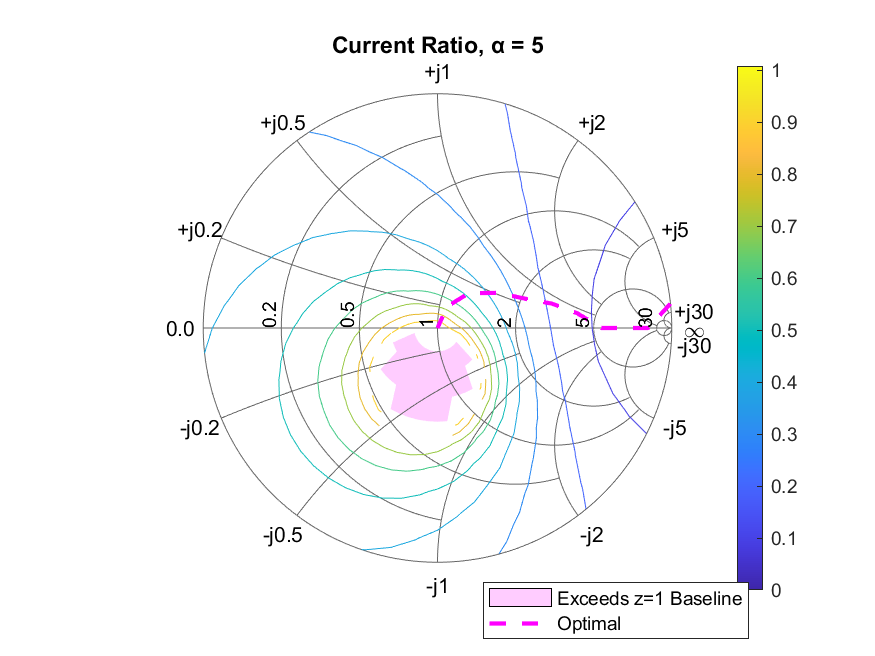 Current Ratio, α = 5
+j1
+j0.5
+j2
+j0.2
+j5
0.0
0.2
0.5
1
2
5
30
+j30
∞
-j30
-j0.2
-j5
-j0.5
-j2
-j1
1
0.9
0.8
0.7
0.6
0.5
0.4
0.3
0.2
0.1
0
Exceeds z=1 Baseline
Optimal